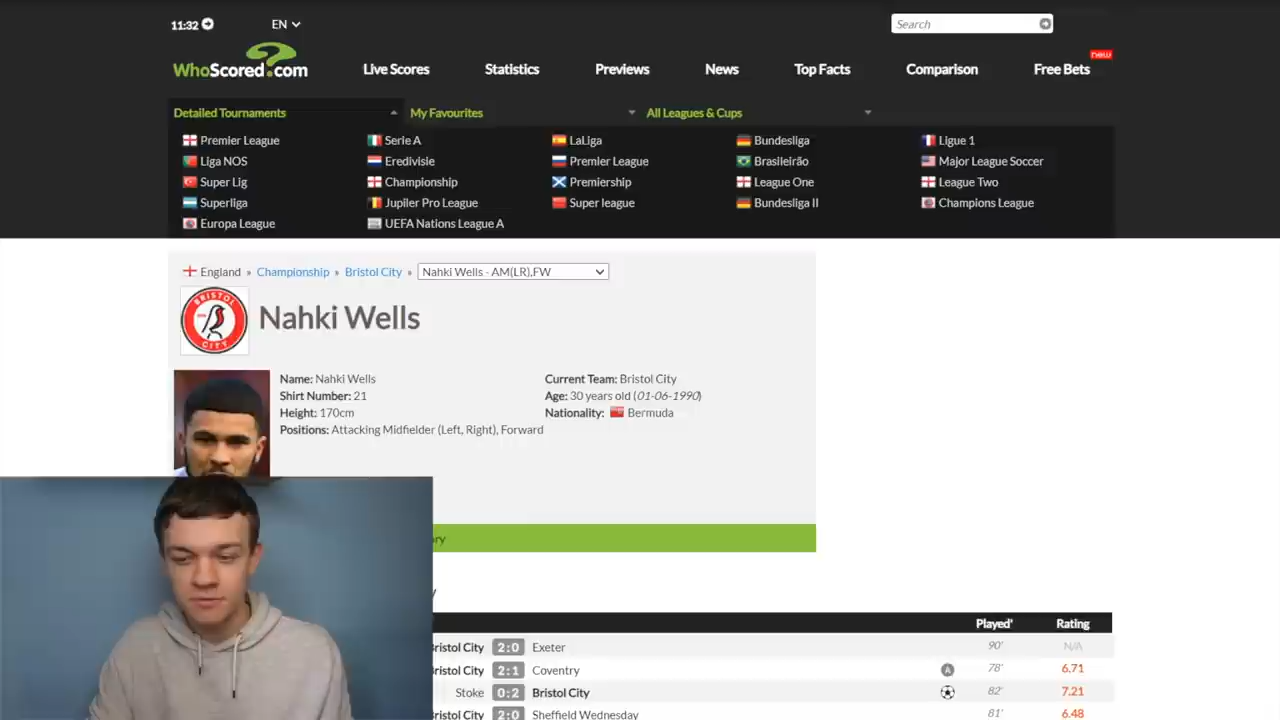 11:32 EN
Search
WhoScored.com Live Scores Statistics Previews News Top Facts Comparison Free Bets new
Detailed Tournaments My Favourites All Leagues & Cups
Premier League Serie A LaLiga Bundesliga Ligue 1
Liga NOS Eredivisie Premier League Brasileirão Major League Soccer
Super Lig Championship Premiership League One League Two
Superliga Jupiler Pro League Super league Bundesliga II Champions League
Europa League UEFA Nations League A
England » Championship » Bristol City » Nahki Wells - AM(LR),FW
BRISTOL CITY
Nahki Wells
Name: Nahki Wells Current Team: Bristol City
Shirt Number: 21 Age: 30 years old (01-06-1990)
Height: 170cm Nationality: Bermuda
Positions: Attacking Midfielder (Left, Right), Forward
Played' Rating
Bristol City 2:0 Exeter 90' N/A
Bristol City 2:1 Coventry A 78' 6.71
Stoke 0:2 Bristol City 82' 7.21
Bristol City 2:0 Sheffield Wednesday 81' 6.48